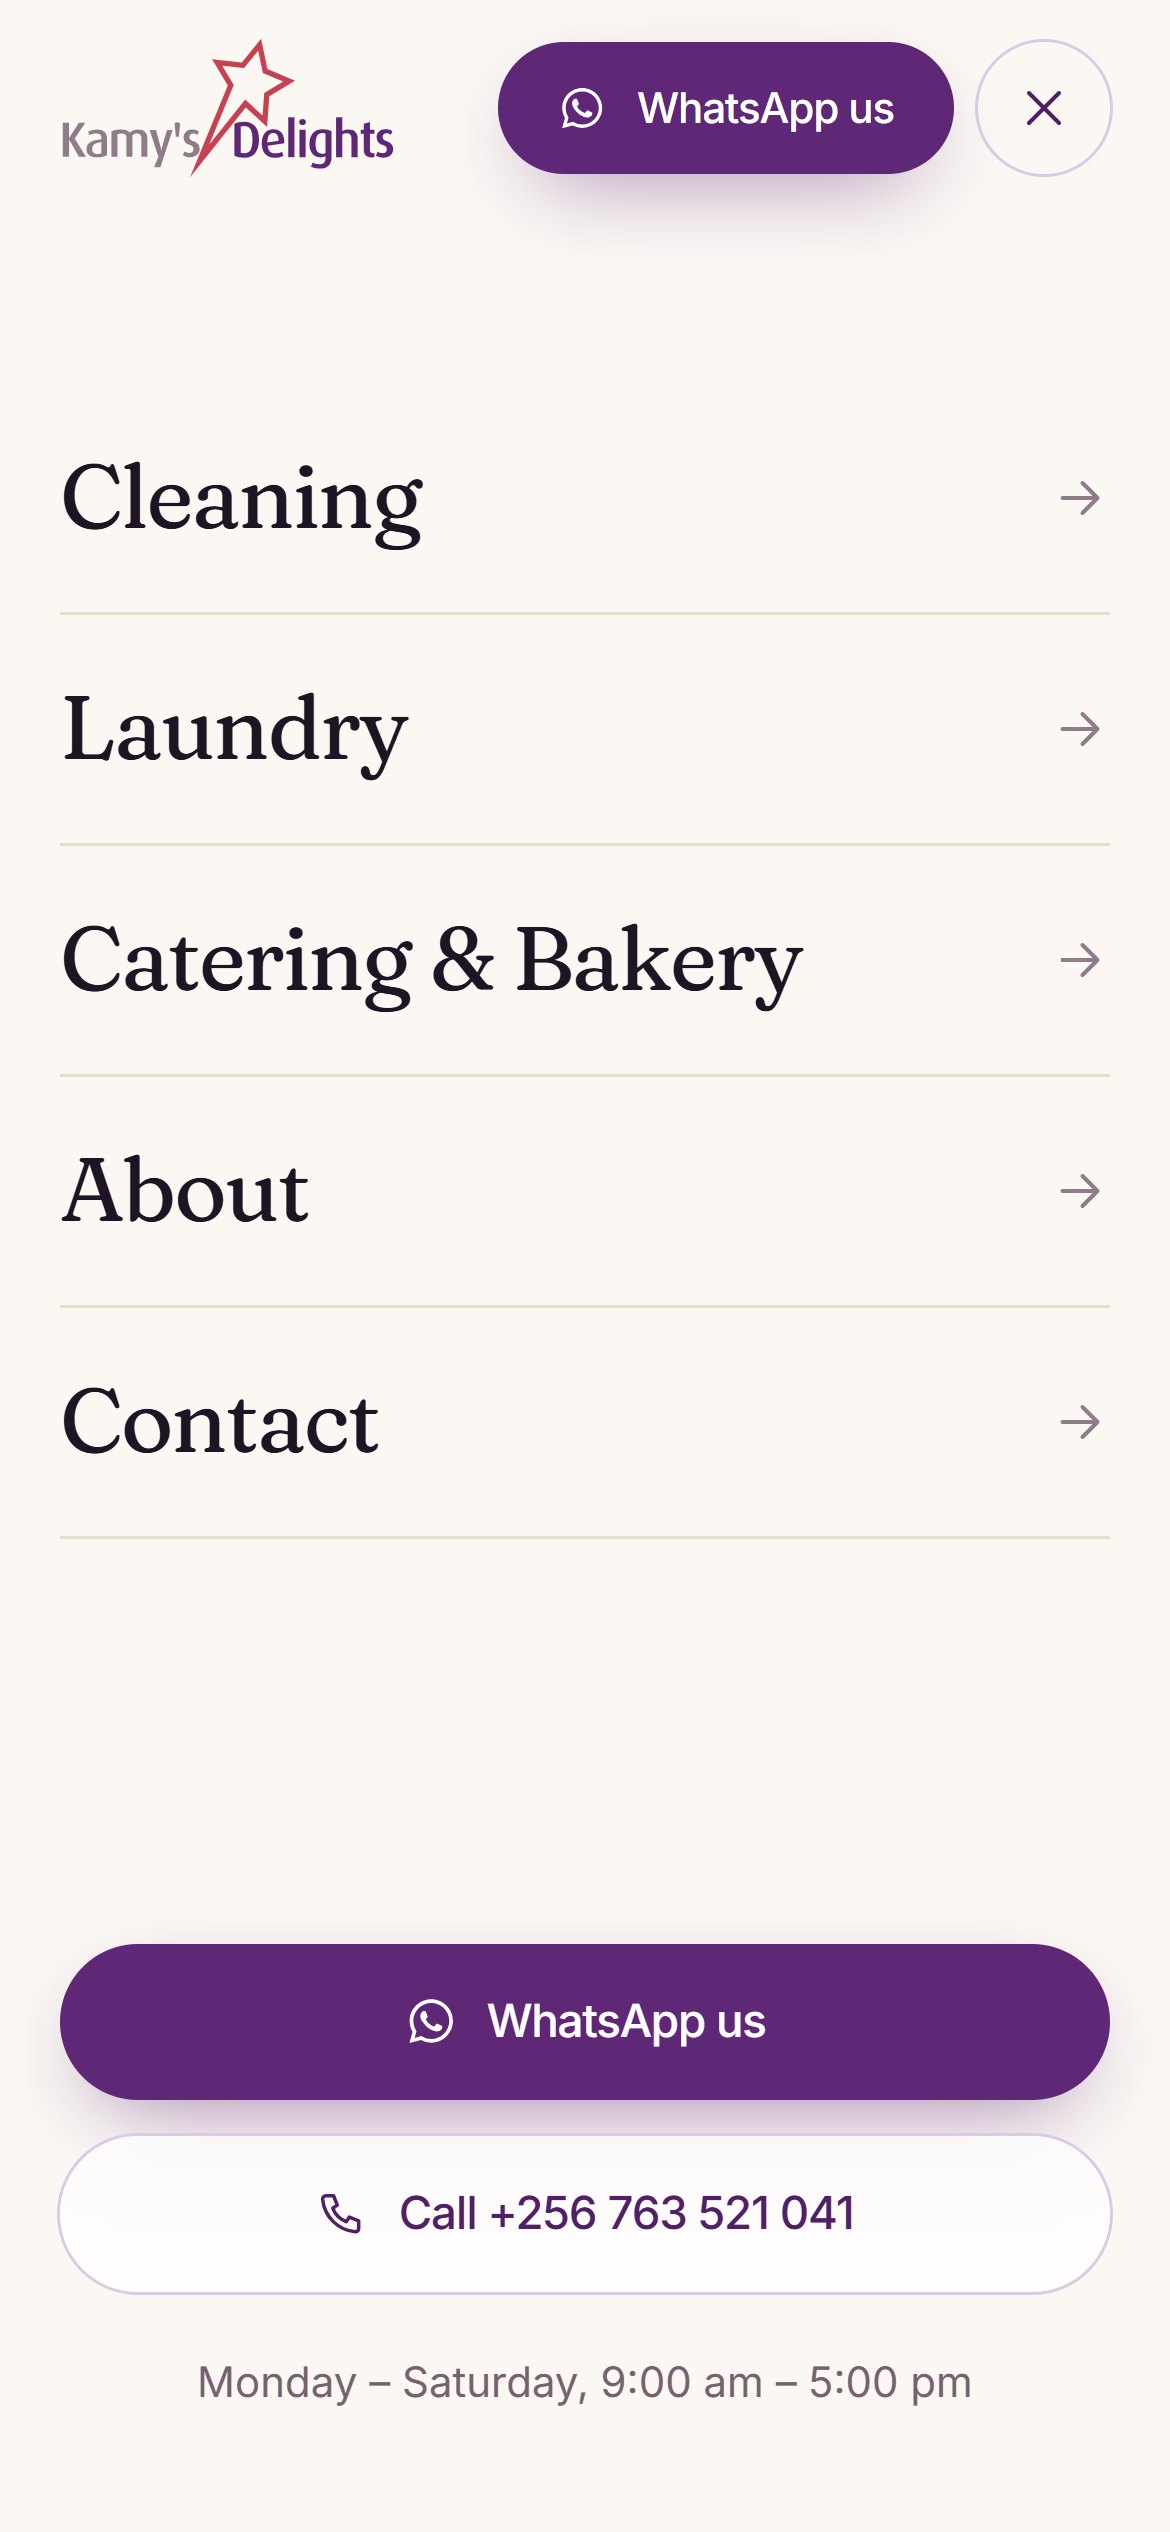 Kamy's Delights
WhatsApp us
Cleaning
Laundry
Catering & Bakery
About
Contact
WhatsApp us
Call +256 763 521 041
Monday – Saturday, 9:00 am – 5:00 pm